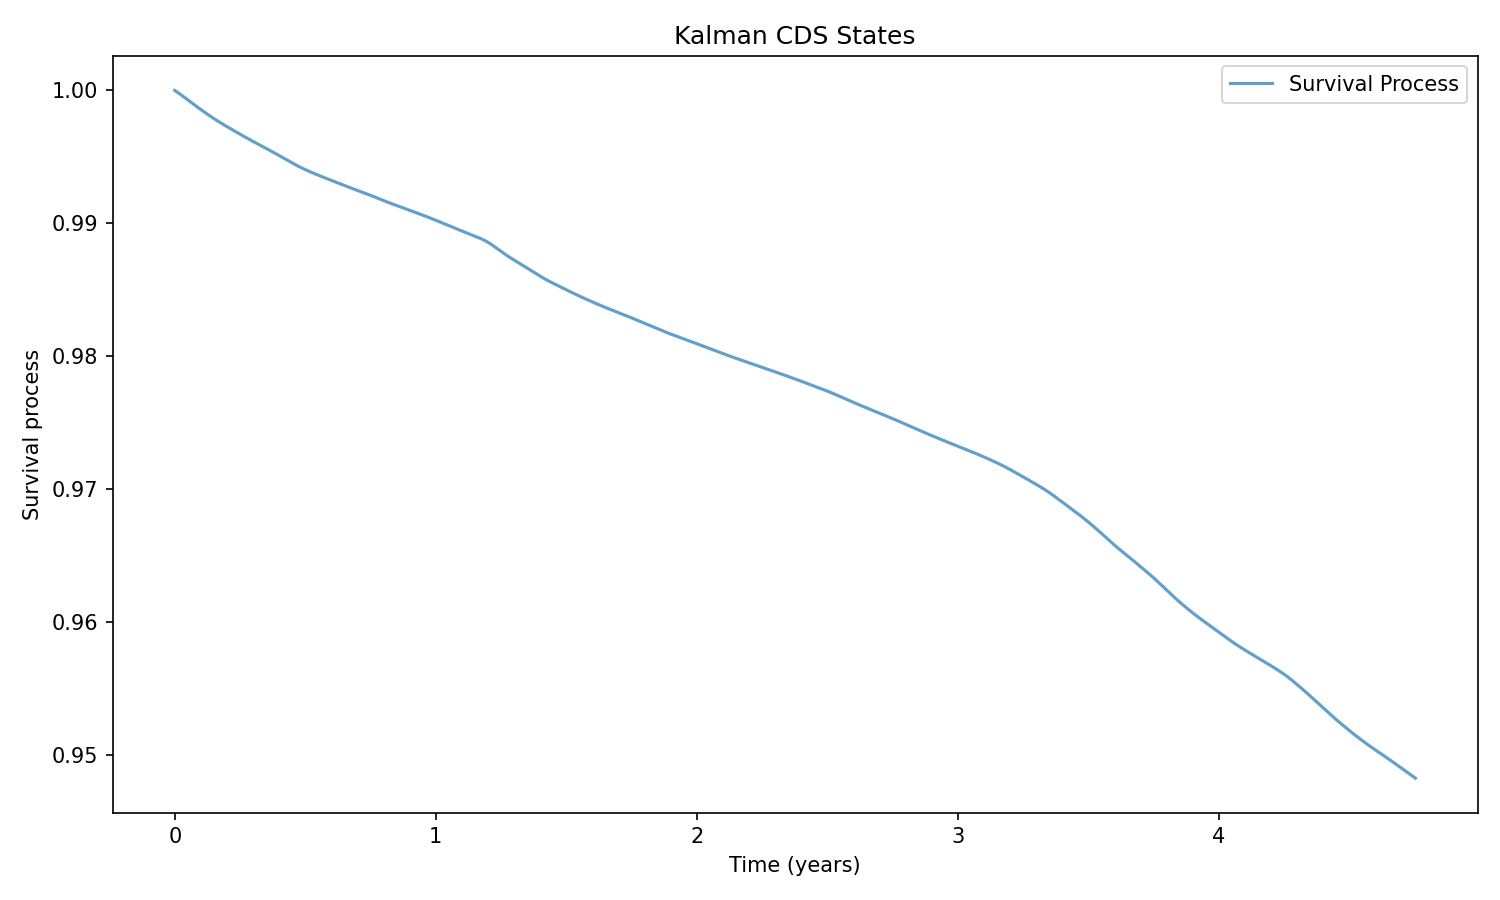 Kalman CDS States
Survival Process
1.00
0.99
0.98
0.97
0.96
0.95
Survival process
0 1 2 3 4
Time (years)